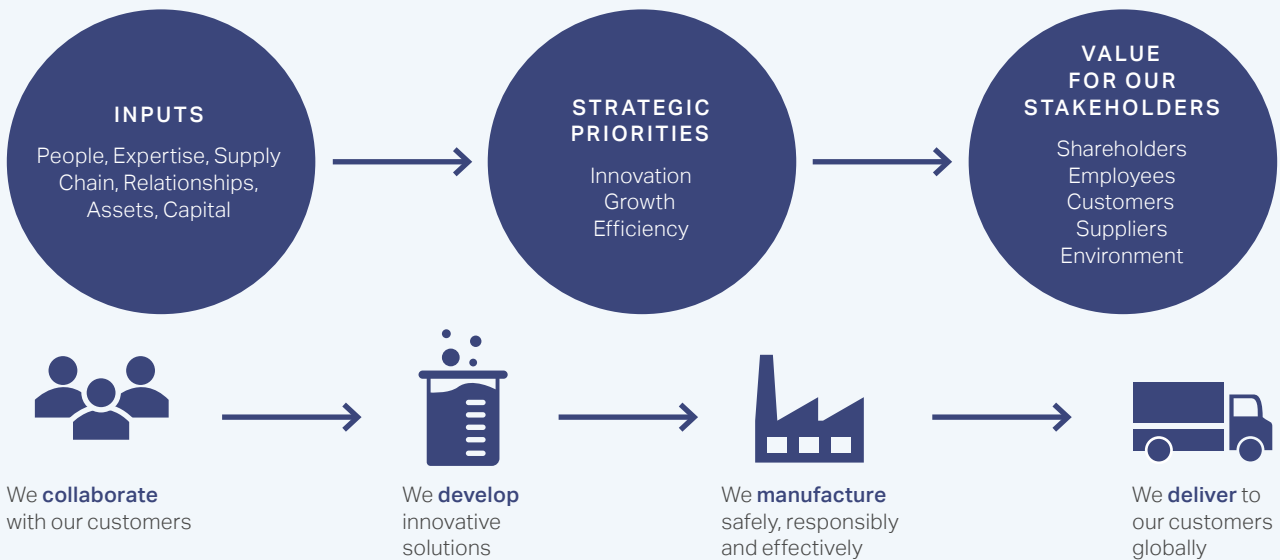 INPUTS
People, Expertise, Supply
Chain, Relationships,
Assets, Capital
STRATEGIC
PRIORITIES
Innovation
Growth
Efficiency
VALUE
FOR OUR
STAKEHOLDERS
Shareholders
Employees
Customers
Suppliers
Environment
We collaborate
with our customers
We develop
innovative
solutions
We manufacture
safely, responsibly
and effectively
We deliver to
our customers
globally